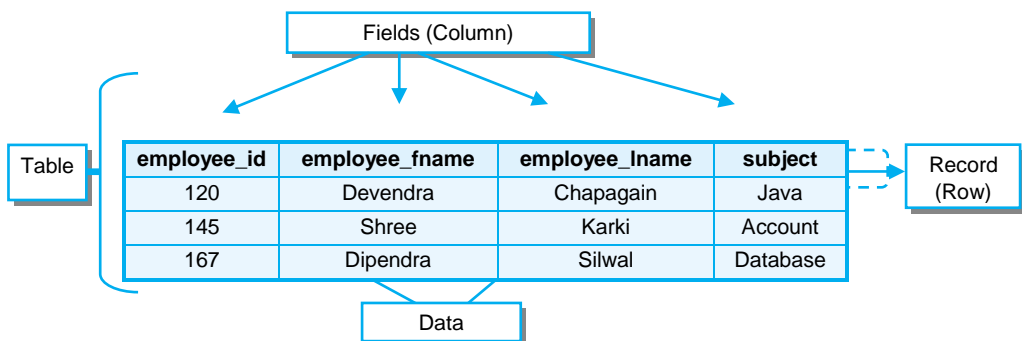 Fields (Column)
Table
employee_id employee_fname employee_lname subject
120 Devendra Chapagain Java
145 Shree Karki Account
167 Dipendra Silwal Database
Record
(Row)
Data